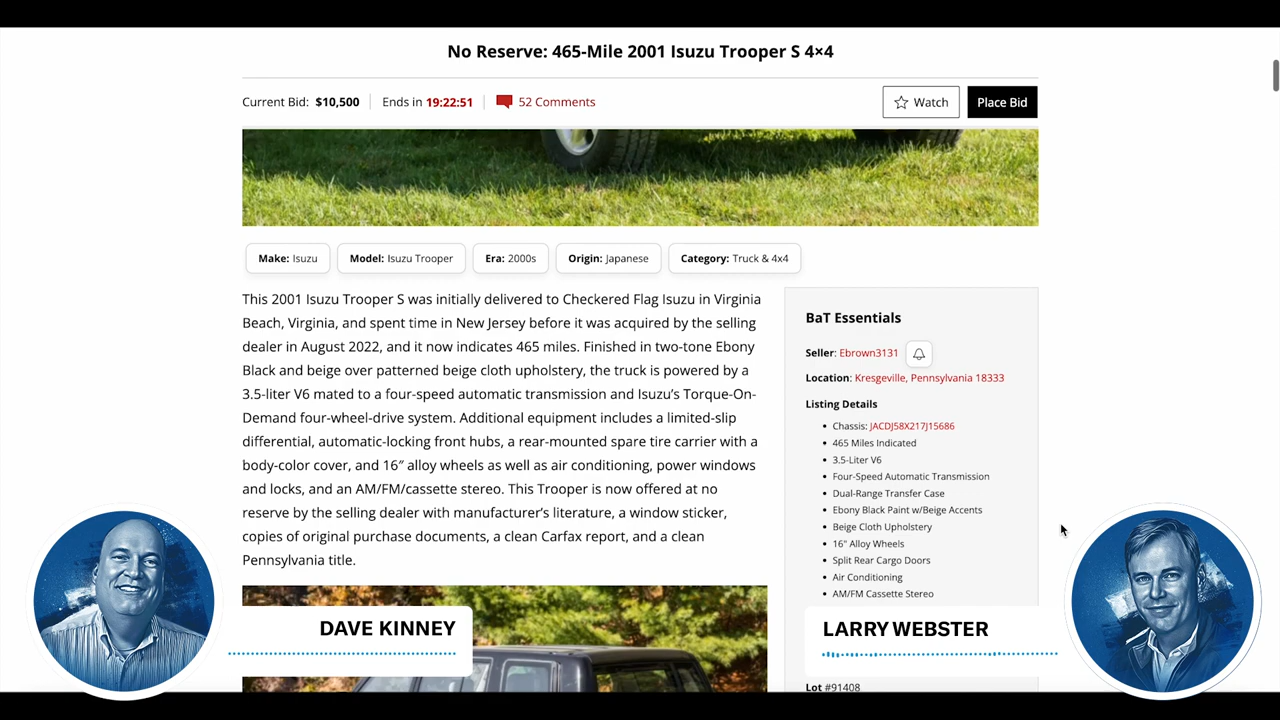 No Reserve: 465-Mile 2001 Isuzu Trooper S 4×4
Current Bid: $10,500 Ends in 19:22:51 52 Comments Watch Place Bid
Make: Isuzu Model: Isuzu Trooper Era: 2000s Origin: Japanese Category: Truck & 4x4
This 2001 Isuzu Trooper S was initially delivered to Checkered Flag Isuzu in Virginia
Beach, Virginia, and spent time in New Jersey before it was acquired by the selling
dealer in August 2022, and it now indicates 465 miles. Finished in two-tone Ebony
Black and beige over patterned beige cloth upholstery, the truck is powered by a
3.5-liter V6 mated to a four-speed automatic transmission and Isuzu's Torque-On-
Demand four-wheel-drive system. Additional equipment includes a limited-slip
differential, automatic-locking front hubs, a rear-mounted spare tire carrier with a
body-color cover, and 16″ alloy wheels as well as air conditioning, power windows
and locks, and an AM/FM/cassette stereo. This Trooper is now offered at no
reserve by the selling dealer with manufacturer's literature, a window sticker,
copies of original purchase documents, a clean Carfax report, and a clean
Pennsylvania title.
BaT Essentials
Seller: Ebrown3131
Location: Kresgeville, Pennsylvania 18333
Listing Details
Chassis: JACDJ58X217J15686
465 Miles Indicated
3.5-Liter V6
Four-Speed Automatic Transmission
Dual-Range Transfer Case
Ebony Black Paint w/Beige Accents
Beige Cloth Upholstery
16" Alloy Wheels
Split Rear Cargo Doors
Air Conditioning
AM/FM Cassette Stereo
Lot #91408
DAVE KINNEY
LARRY WEBSTER